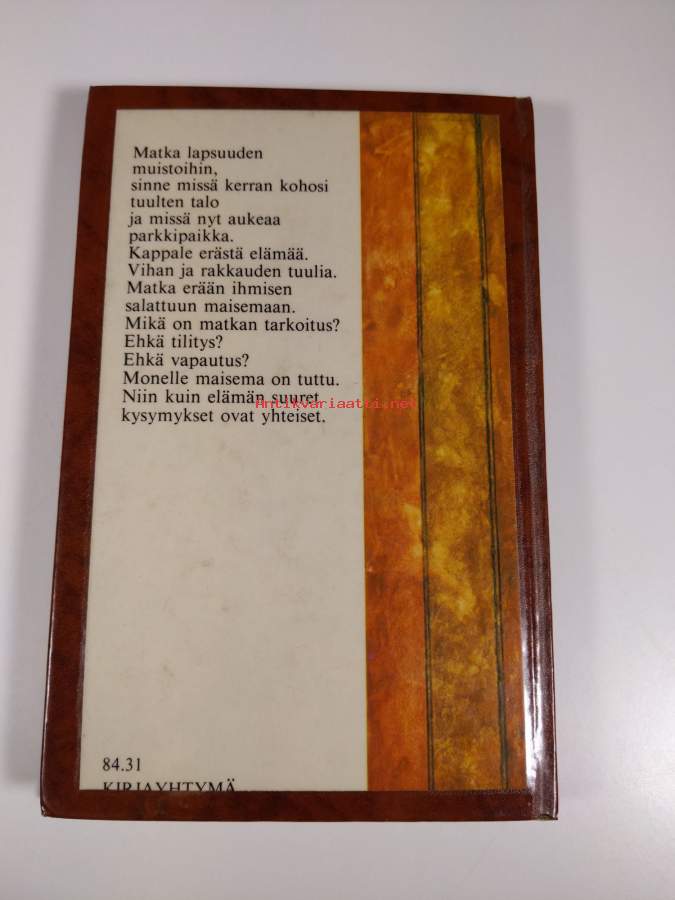 Matka lapsuuden
muistoihin,
sinne missä kerran kohosi
tuulten talo
ja missä nyt aukeaa
parkkipaikka.
Kappale erästä elämää.
Vihan ja rakkauden tuulia.
Matka erään ihmisen
salattuun maisemaan.
Mikä on matkan tarkoitus?
Ehkä tilitys?
Ehkä vapautus?
Monelle maisema on tuttu.
Niin kuin elämän suuret
Antikvariaatti.net
kysymykset ovat yhteiset.
84.31
KIRJAYHTYMÄ